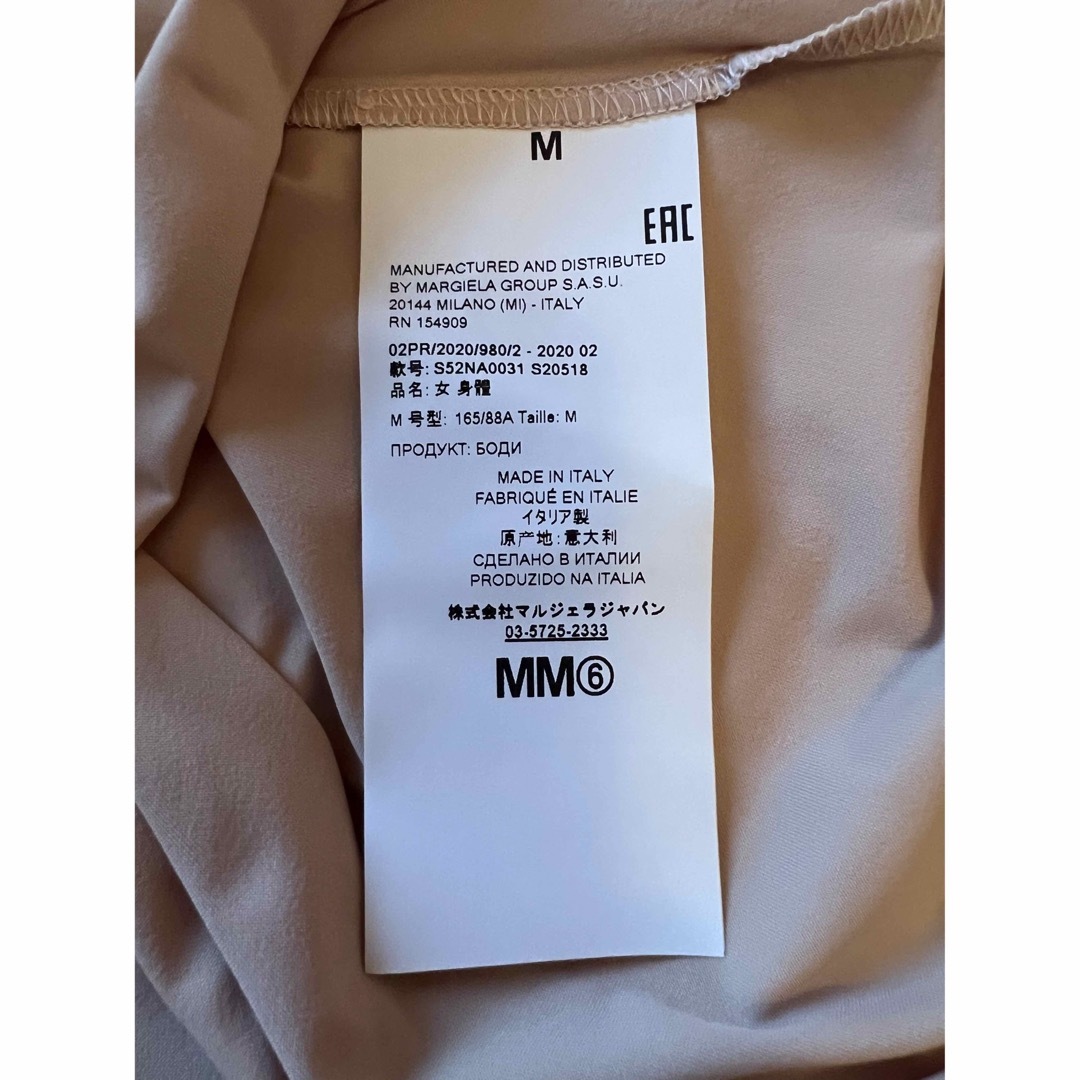 M
EAC
MANUFACTURED AND DISTRIBUTED
BY MARGIELA GROUP S.A.S.U.
20144 MILANO (MI) - ITALY
RN 154909
02PR/2020/980/2 - 2020 02
款号: S52NA0031 S20518
品名: 女 身體
M 号型: 165/88A Taille: M
ПРОДУКТ: БОДИ
MADE IN ITALY
FABRIQUÉ EN ITALIE
イタリア製
原产地: 意大利
СДЕЛАНО В ИТАЛИИ
PRODUZIDO NA ITALIA
株式会社マルジェラジャパン
03-5725-2333
MM⑥